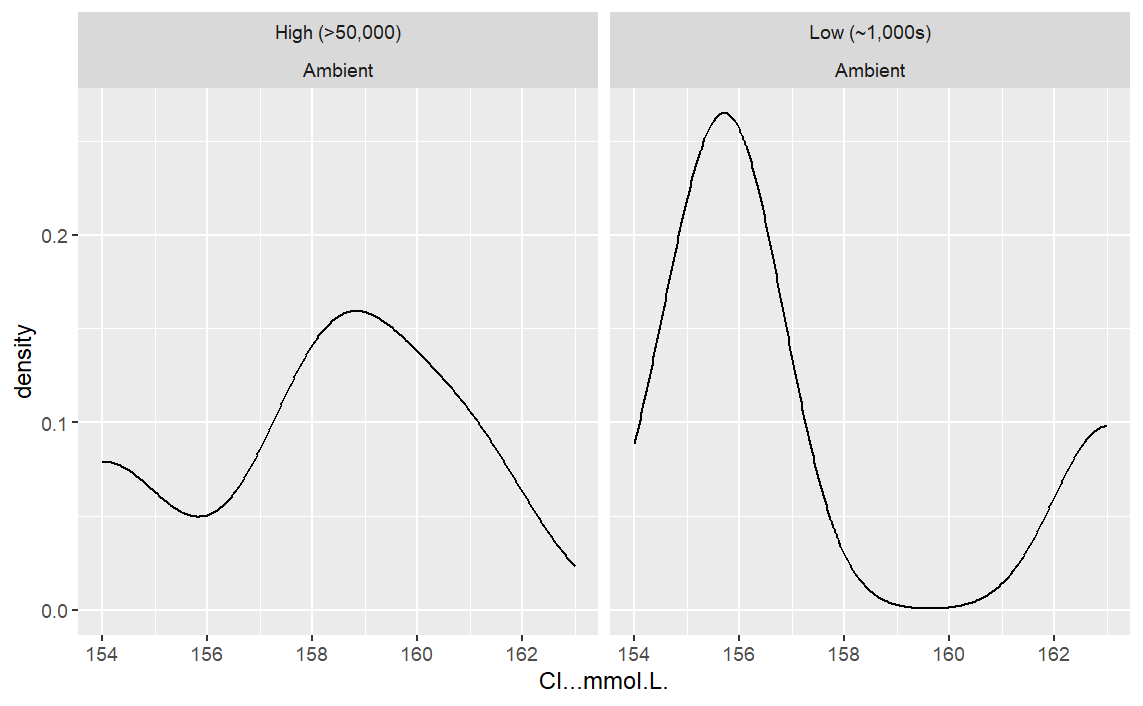 High (>50,000)
Ambient
Low (~1,000s)
Ambient
density
0.2
0.1
0.0
154 156 158 160 162
154 156 158 160 162
Cl...mmol.L.